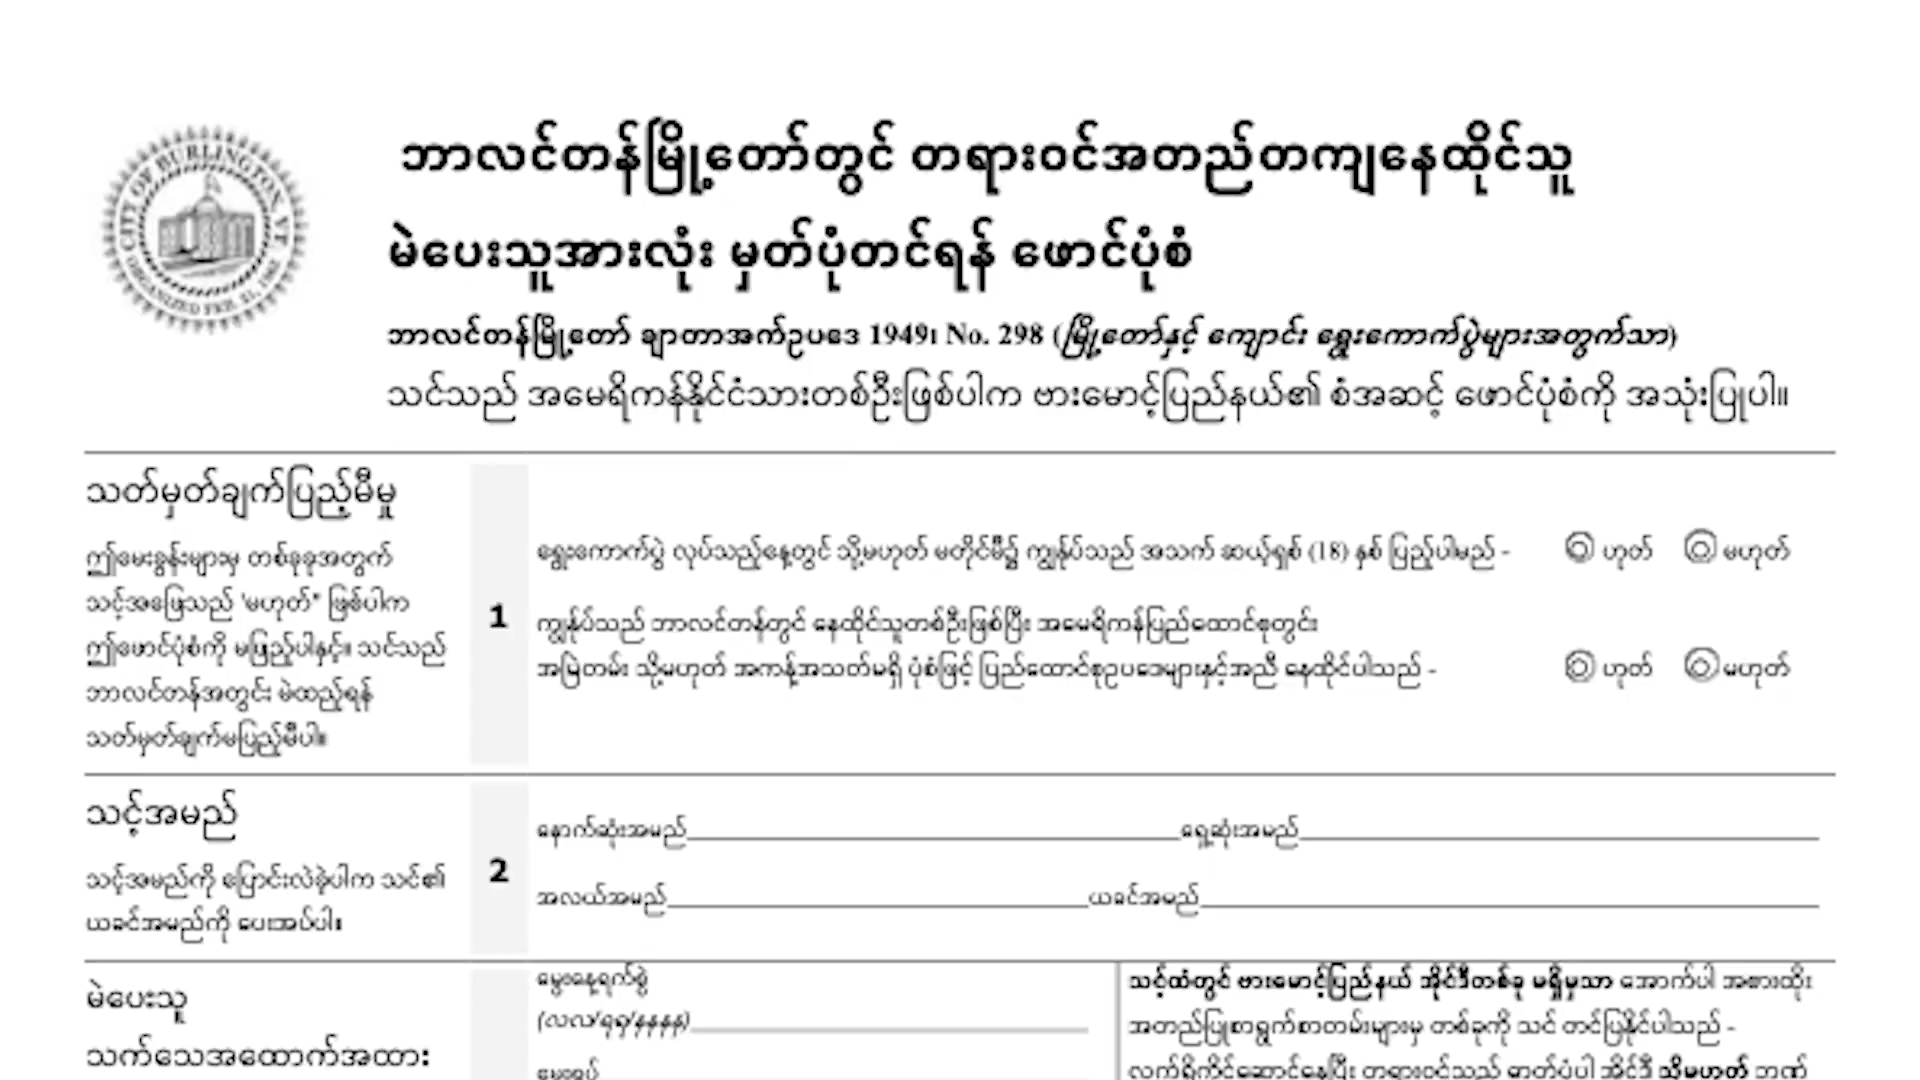 CITY OF BURLINGTON, VT.
ORGANIZED FEB. 21, 1865
ဘာလင်တန်မြို့တော်တွင် တရားဝင်အတည်တကျနေထိုင်သူ
မဲပေးသူအားလုံး မှတ်ပုံတင်ရန် ဖောင်ပုံစံ
ဘာလင်တန်မြို့တော် ချာတာအက်ဥပဒေ 1949၊ No. 298 (မြို့တော်နှင့် ကျောင်း ရွေးကောက်ပွဲများအတွက်သာ)
သင်သည် အမေရိကန်နိုင်ငံသားတစ်ဦးဖြစ်ပါက ဗားမောင့်ပြည်နယ်၏ စံအဆင့် ဖောင်ပုံစံကို အသုံးပြုပါ။
သတ်မှတ်ချက်ပြည့်မီမှု
ဤမေးခွန်းများမှ တစ်ခုခုအတွက်
သင့်အဖြေသည် 'မဟုတ်" ဖြစ်ပါက
ဤဖောင်ပုံစံကို မဖြည့်ပါနှင့်။ သင်သည်
ဘာလင်တန်အတွင်း မဲထည့်ရန်
သတ်မှတ်ချက်မပြည့်မီပါ။
1
ရွေးကောက်ပွဲ လုပ်သည့်နေ့တွင် သို့မဟုတ် မတိုင်မီ၌ ကျွန်ုပ်သည် အသက် ဆယ့်ရှစ် (18) နှစ် ပြည့်ပါမည် - ဟုတ် မဟုတ်
ကျွန်ုပ်သည် ဘာလင်တန်တွင် နေထိုင်သူတစ်ဦးဖြစ်ပြီး အမေရိကန်ပြည်ထောင်စုတွင်း
အမြဲတမ်း သို့မဟုတ် အကန့်အသတ်မရှိ ပုံစံဖြင့် ပြည်ထောင်စုဥပဒေများနှင့်အညီ နေထိုင်ပါသည် - ဟုတ် မဟုတ်
သင့်အမည်
သင့်အမည်ကို ပြောင်းလဲခဲ့ပါက သင်၏
ယခင်အမည်ကို ပေးအပ်ပါ။
2
နောက်ဆုံးအမည် ရှေ့ဆုံးအမည်
အလယ်အမည် ယခင်အမည်
မဲပေးသူ
သက်သေအထောက်အထား
မွေးနေ့ရက်စွဲ
(လလ/ရရ/နနနန)
မွေးရပ်
သင့်ထံတွင် ဗားမောင့်ပြည်နယ် အိုင်ဒီတစ်ခု မရှိမှသာ အောက်ပါ အစားထိုး
အတည်ပြုစာရွက်စာတမ်းများမှ တစ်ခုကို သင် တင်ပြနိုင်ပါသည် -
လက်ရှိကိုင်ဆောင်နေပြီး တရားဝင်သည့် ဓာတ်ပုံပါ အိုင်ဒီ သို့မဟုတ် ဘဏ်